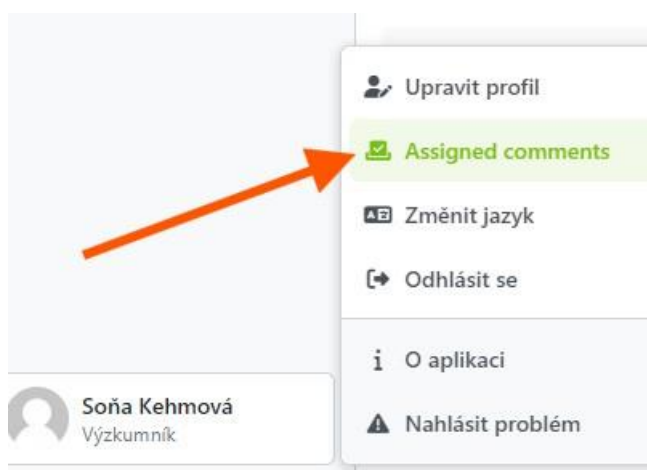 Upravit profil
Assigned comments
Změnit jazyk
Odhlásit se
O aplikaci
Nahlásit problém
Soňa Kehmová
Výzkumník